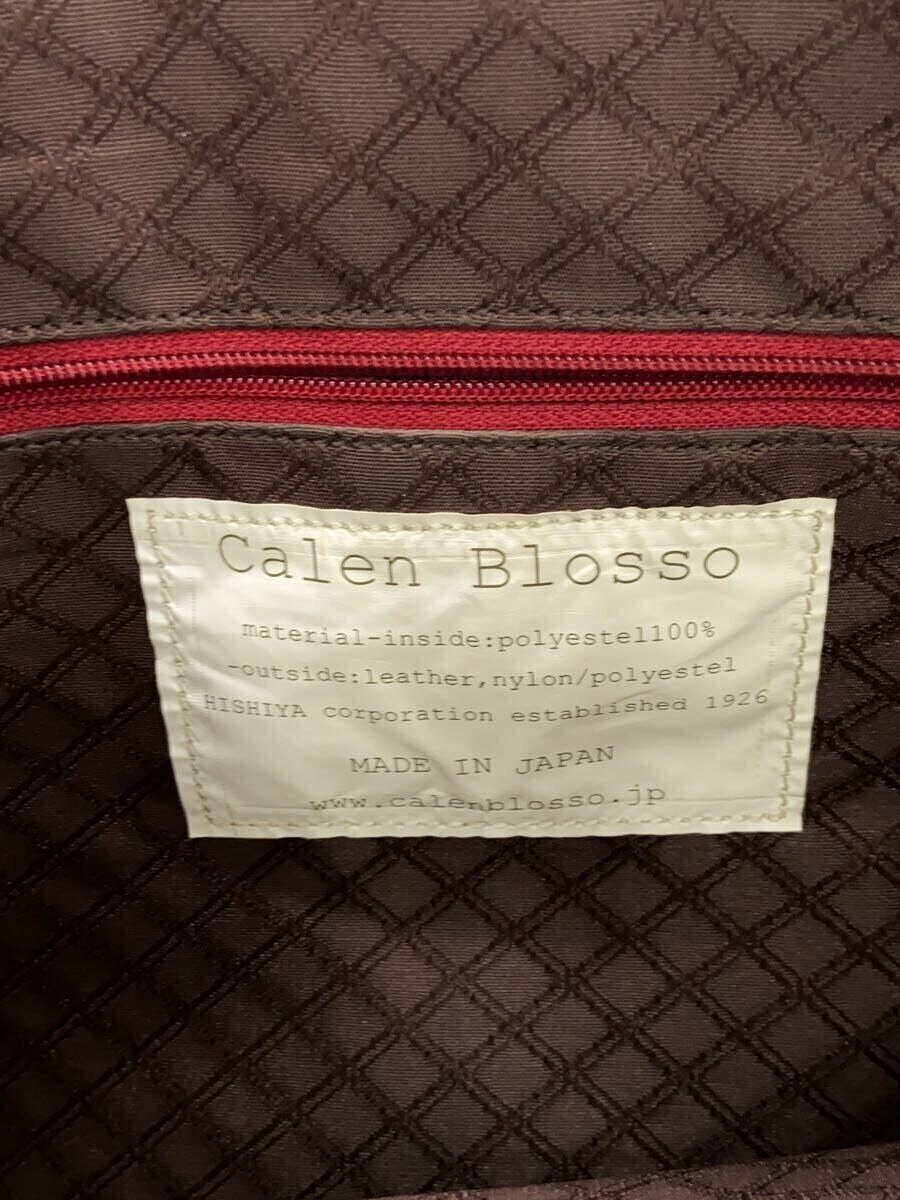 Calen Blosso
material-inside:polyestel100%
-outside:leather,nylon/polyestel
HISHIYA corporation established 1926
MADE IN JAPAN
www.calenblosso.jp